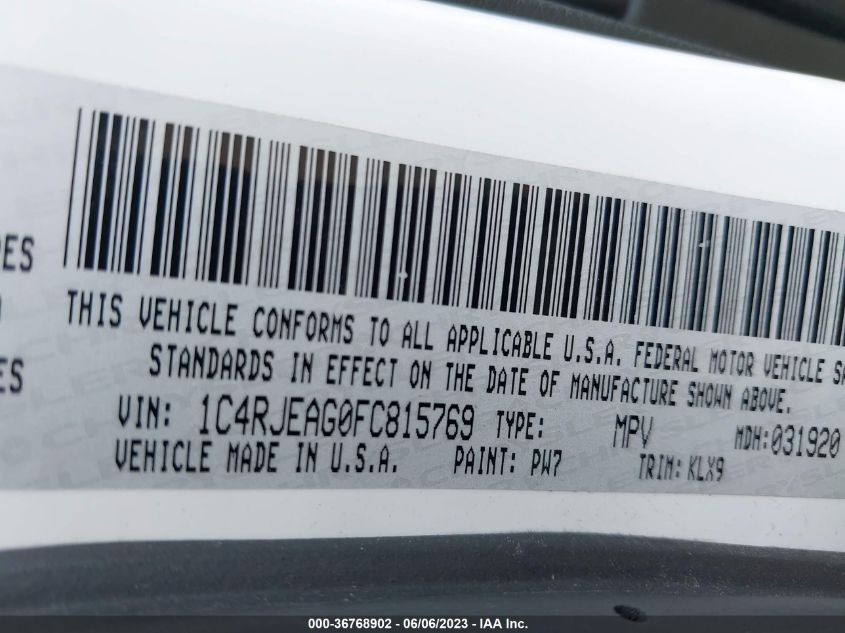 DES
THIS VEHICLE CONFORMS TO ALL APPLICABLE U.S.A. FEDERAL MOTOR VEHICLE SA
ES
STANDARDS IN EFFECT ON THE DATE OF MANUFACTURE SHOWN ABOVE.
VIN: 1C4RJEAG0FC815769 TYPE: MPV MDH:031920
VEHICLE MADE IN U.S.A. PAINT: PW7 TRIM: KLX9
000-36768902 - 06/06/2023 - IAA Inc.